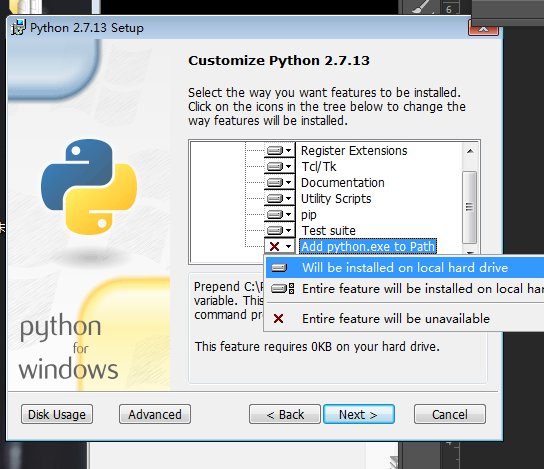 6
Python 2.7.13 Setup
Customize Python 2.7.13
Select the way you want features to be installed.
Click on the icons in the tree below to change the
way features will be installed.
Register Extensions
Tcl/Tk
Documentation
Utility Scripts
pip
Test suite
Add python.exe to Path
Will be installed on local hard drive
Entire feature will be installed on local har
Entire feature will be unavailable
Prepend C:\P
variable. This
command pr
This feature requires 0KB on your hard drive.
python
for
windows
Disk Usage
Advanced
< Back
Next >
Cancel